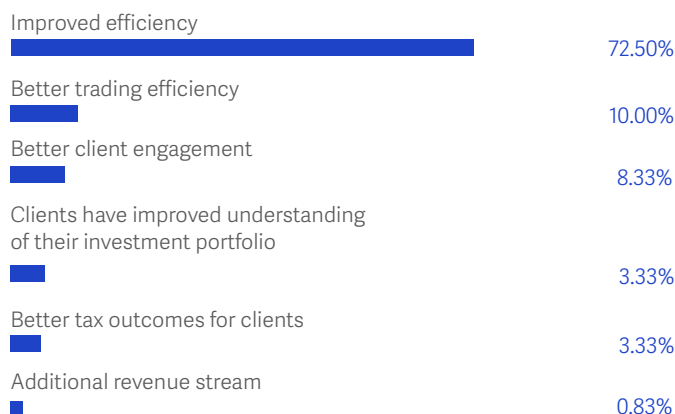 Improved efficiency
72.50%
Better trading efficiency
10.00%
Better client engagement
8.33%
Clients have improved understanding
of their investment portfolio
3.33%
Better tax outcomes for clients
3.33%
Additional revenue stream
0.83%